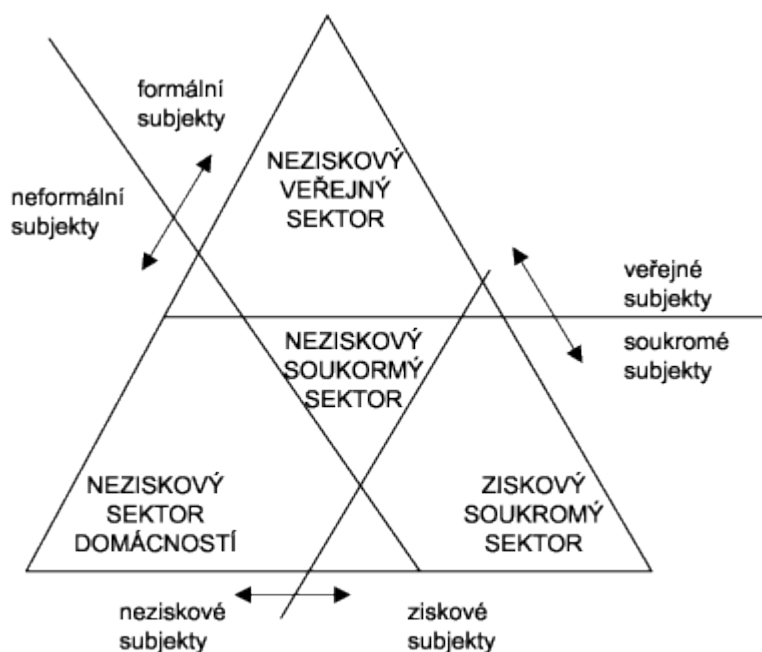 formální
subjekty
neformální
subjekty
NEZISKOVÝ
VEŘEJNÝ
SEKTOR
veřejné
subjekty
soukromé
subjekty
NEZISKOVÝ
SOUKORMÝ
SEKTOR
NEZISKOVÝ
SEKTOR
DOMÁCNOSTÍ
ZISKOVÝ
SOUKROMÝ
SEKTOR
neziskové
subjekty
ziskové
subjekty